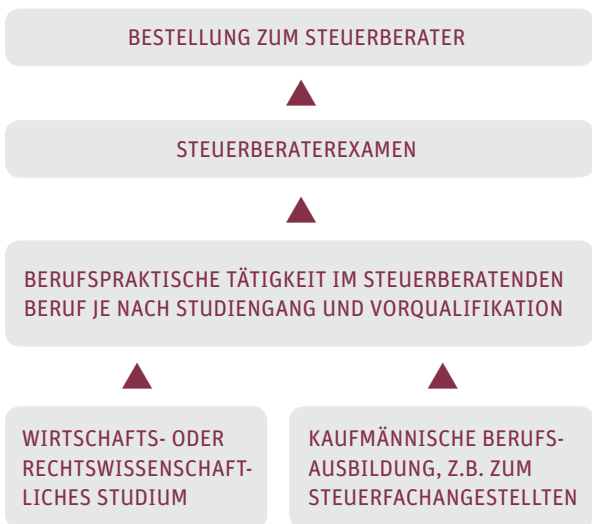 BESTELLUNG ZUM STEUERBERATER
STEUERBERATEREXAMEN
BERUFSPRAKTISCHE TÄTIGKEIT IM STEUERBERATENDEN
BERUF JE NACH STUDIENGANG UND VORQUALIFIKATION
WIRTSCHAFTS- ODER
RECHTSWISSENSCHAFT-
LICHES STUDIUM
KAUFMÄNNISCHE BERUFS-
AUSBILDUNG, Z.B. ZUM
STEUERFACHANGESTELLTEN